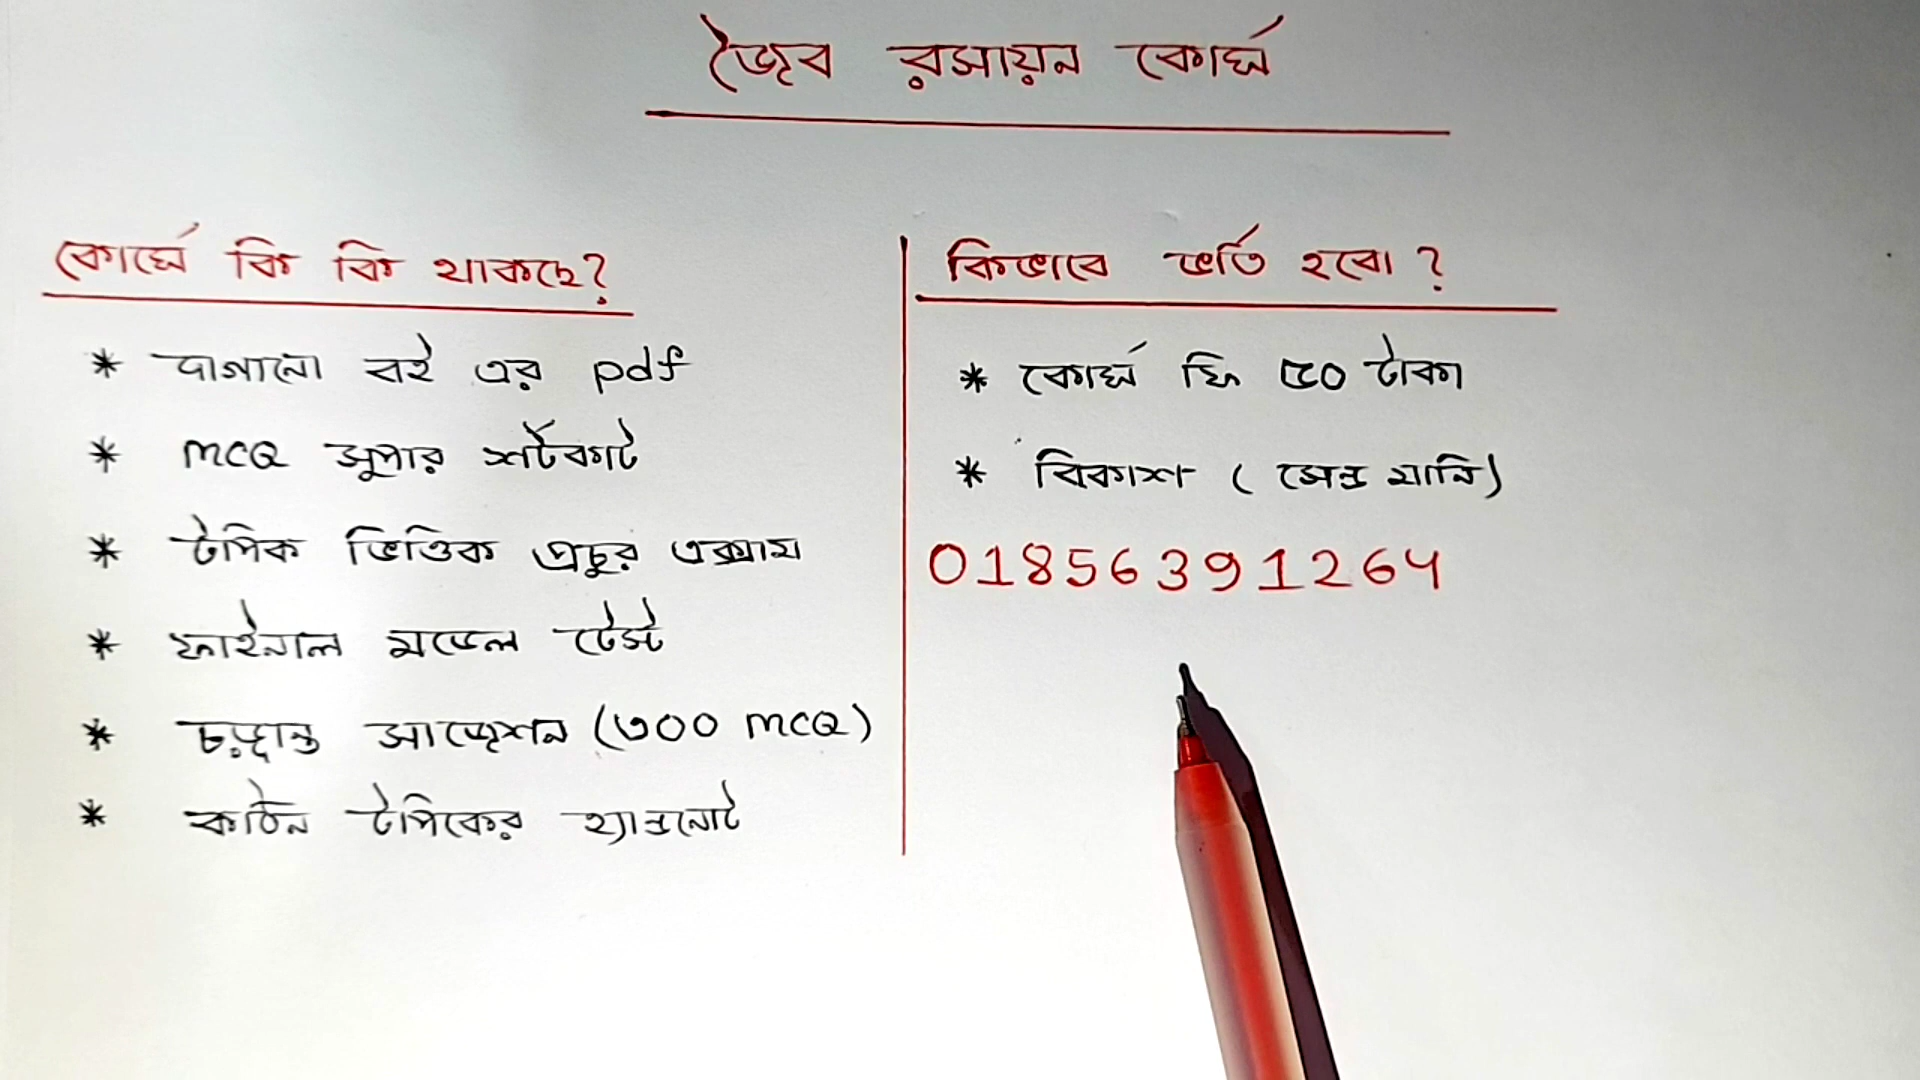 জৈব রসায়ন কোর্স
কোর্সে কি কি থাকছে?
* দাগানো বই এর pdf
* MCQ সুপার শর্টকাট
* টপিক ভিত্তিক প্রচুর এক্সাম
* ফাইনাল মডেল টেস্ট
* চূড়ান্ত সাজেশন (৩০০ MCQ)
* কঠিন টপিকের হ্যান্ডনোট
কিভাবে ভর্তি হবো?
* কোর্স ফি ৫০ টাকা
* বিকাশ (সেন্ড মানি)
01856391264